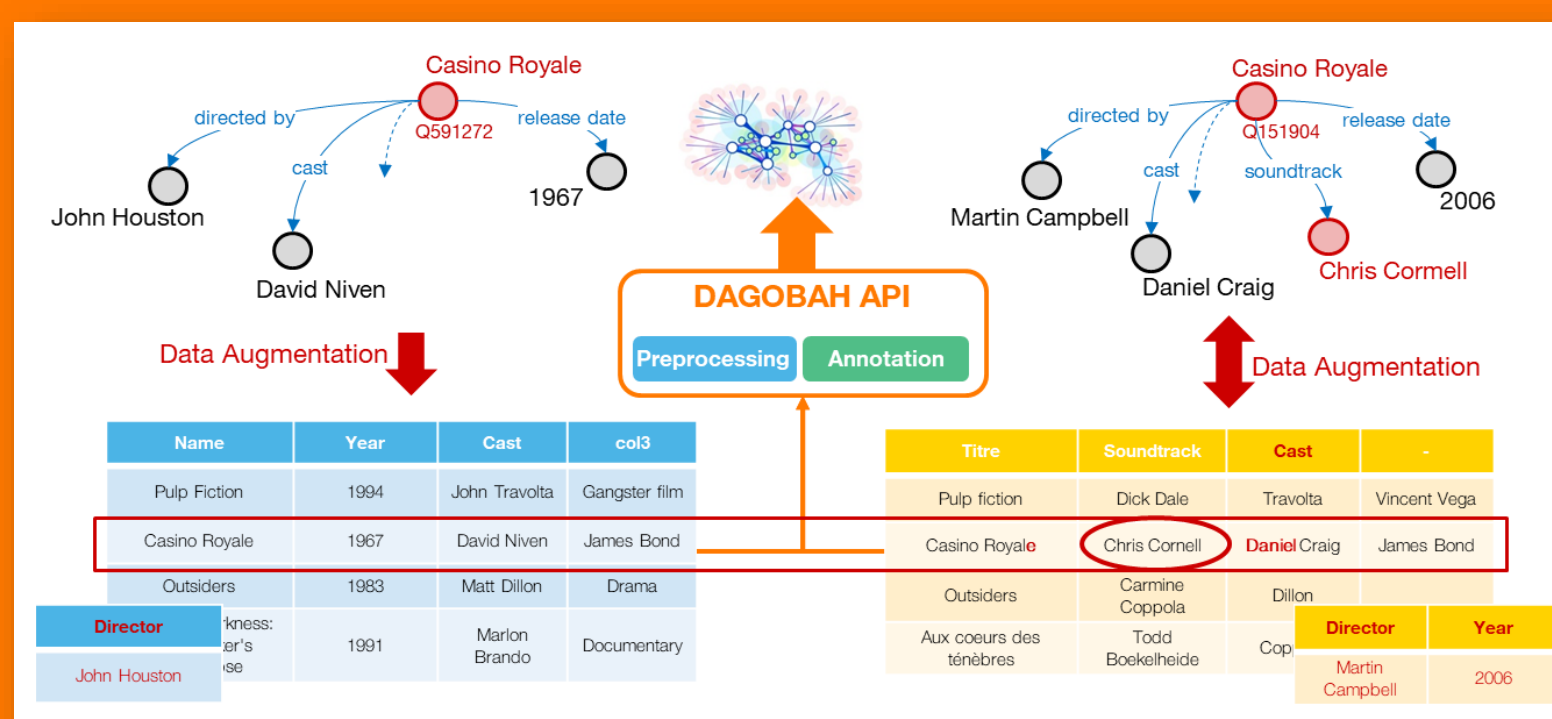 Casino Royale
directed by
Q591272
release date
cast
John Houston
1967
David Niven
Casino Royale
directed by
Q151904
release date
cast
soundtrack
Martin Campbell
2006
Daniel Craig
Chris Cormell
DAGOBAH API
Preprocessing
Annotation
Data Augmentation
Data Augmentation
Name Year Cast col3
Pulp Fiction 1994 John Travolta Gangster film
Casino Royale 1967 David Niven James Bond
Outsiders 1983 Matt Dillon Drama
rkness:
er's
ose
1991
Marlon
Brando
Documentary
Director
John Houston
Titre Soundtrack Cast -
Pulp fiction Dick Dale Travolta Vincent Vega
Casino Royale Chris Cornell Daniel Craig James Bond
Outsiders
Carmine
Coppola
Dillon
Aux coeurs des
ténèbres
Todd
Boekelheide
Cop
Director Year
Martin
Campbell
2006